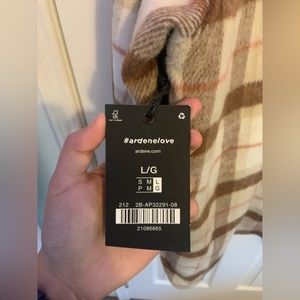 #ardenelove
ardene.com
L/G
S M L
P M G
212 2B-AP32291-08
21086665